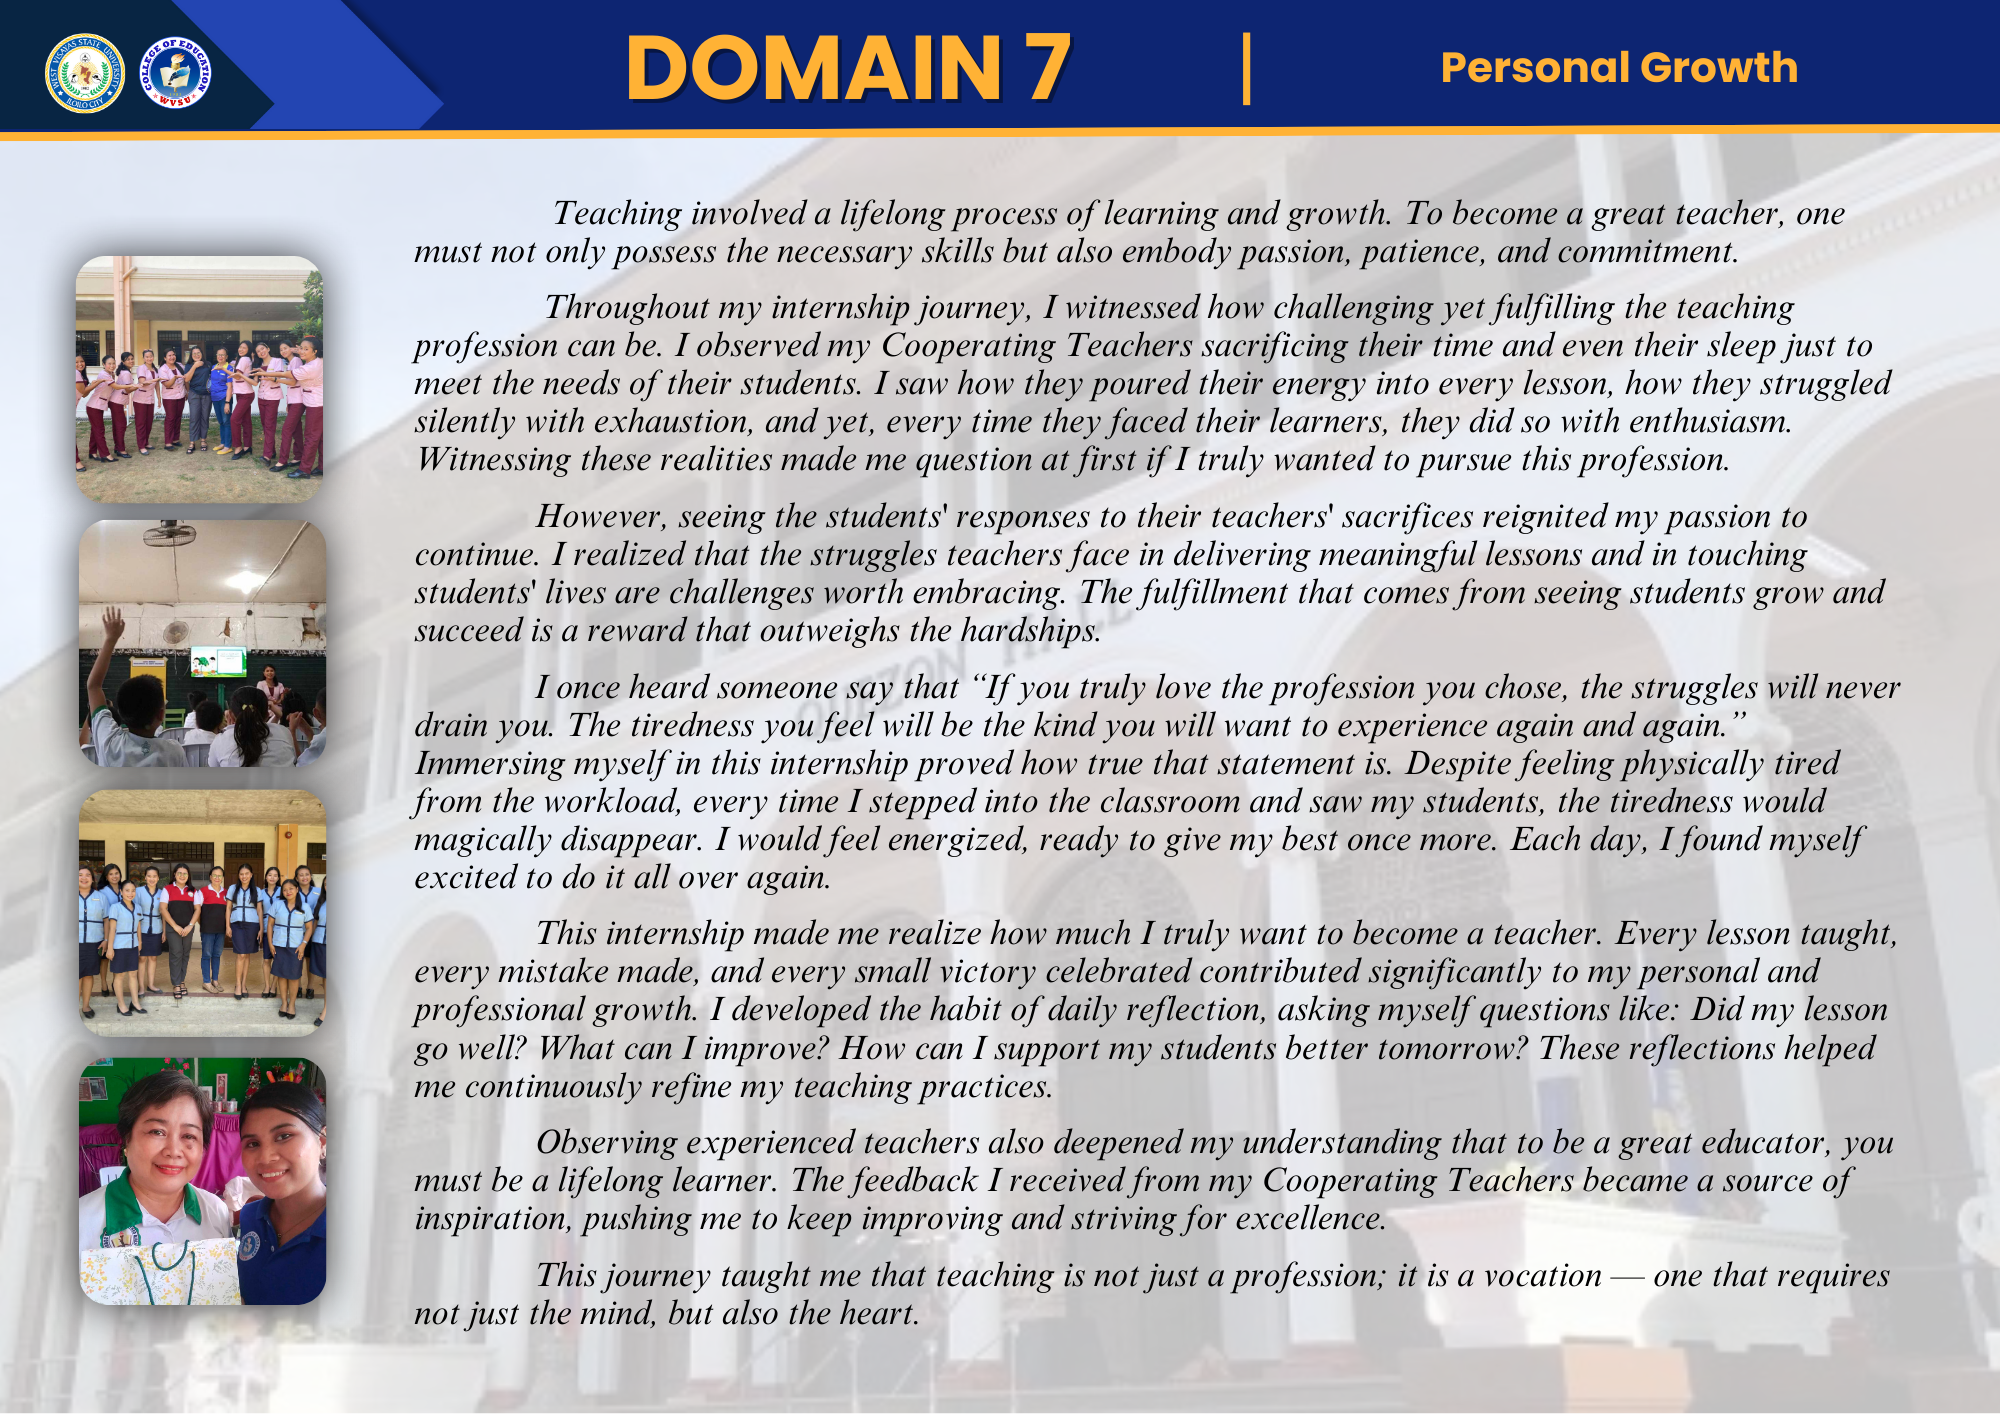 WEST VISAYAS STATE UNIVERSITY
ILOILO CITY
COLLEGE OF EDUCATION
WVSU
DOMAIN 7
Personal Growth
Teaching involved a lifelong process of learning and growth. To become a great teacher, one
must not only possess the necessary skills but also embody passion, patience, and commitment.
Throughout my internship journey, I witnessed how challenging yet fulfilling the teaching
profession can be. I observed my Cooperating Teachers sacrificing their time and even their sleep just to
meet the needs of their students. I saw how they poured their energy into every lesson, how they struggled
silently with exhaustion, and yet, every time they faced their learners, they did so with enthusiasm.
Witnessing these realities made me question at first if I truly wanted to pursue this profession.
However, seeing the students' responses to their teachers' sacrifices reignited my passion to
continue. I realized that the struggles teachers face in delivering meaningful lessons and in touching
students' lives are challenges worth embracing. The fulfillment that comes from seeing students grow and
succeed is a reward that outweighs the hardships.
QUEZON HALL
I once heard someone say that “If you truly love the profession you chose, the struggles will never
drain you. The tiredness you feel will be the kind you will want to experience again and again.”
Immersing myself in this internship proved how true that statement is. Despite feeling physically tired
from the workload, every time I stepped into the classroom and saw my students, the tiredness would
magically disappear. I would feel energized, ready to give my best once more. Each day, I found myself
excited to do it all over again.
This internship made me realize how much I truly want to become a teacher. Every lesson taught,
every mistake made, and every small victory celebrated contributed significantly to my personal and
professional growth. I developed the habit of daily reflection, asking myself questions like: Did my lesson
go well? What can I improve? How can I support my students better tomorrow? These reflections helped
me continuously refine my teaching practices.
Observing experienced teachers also deepened my understanding that to be a great educator, you
must be a lifelong learner. The feedback I received from my Cooperating Teachers became a source of
inspiration, pushing me to keep improving and striving for excellence.
This journey taught me that teaching is not just a profession; it is a vocation — one that requires
not just the mind, but also the heart.